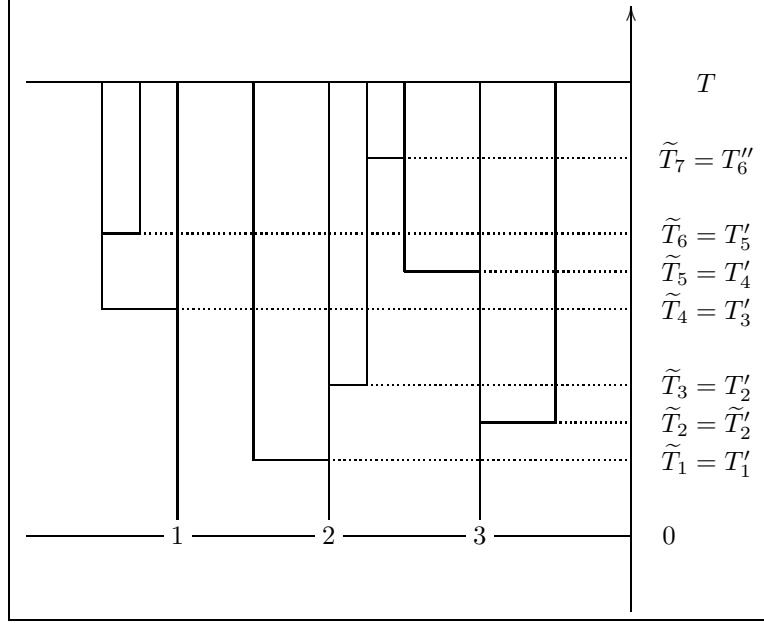 T
T̃₇ = T″₆
T̃₆ = T′₅
T̃₅ = T′₄
T̃₄ = T′₃
T̃₃ = T′₂
T̃₂ = T̃′₂
T̃₁ = T′₁
1 2 3 0